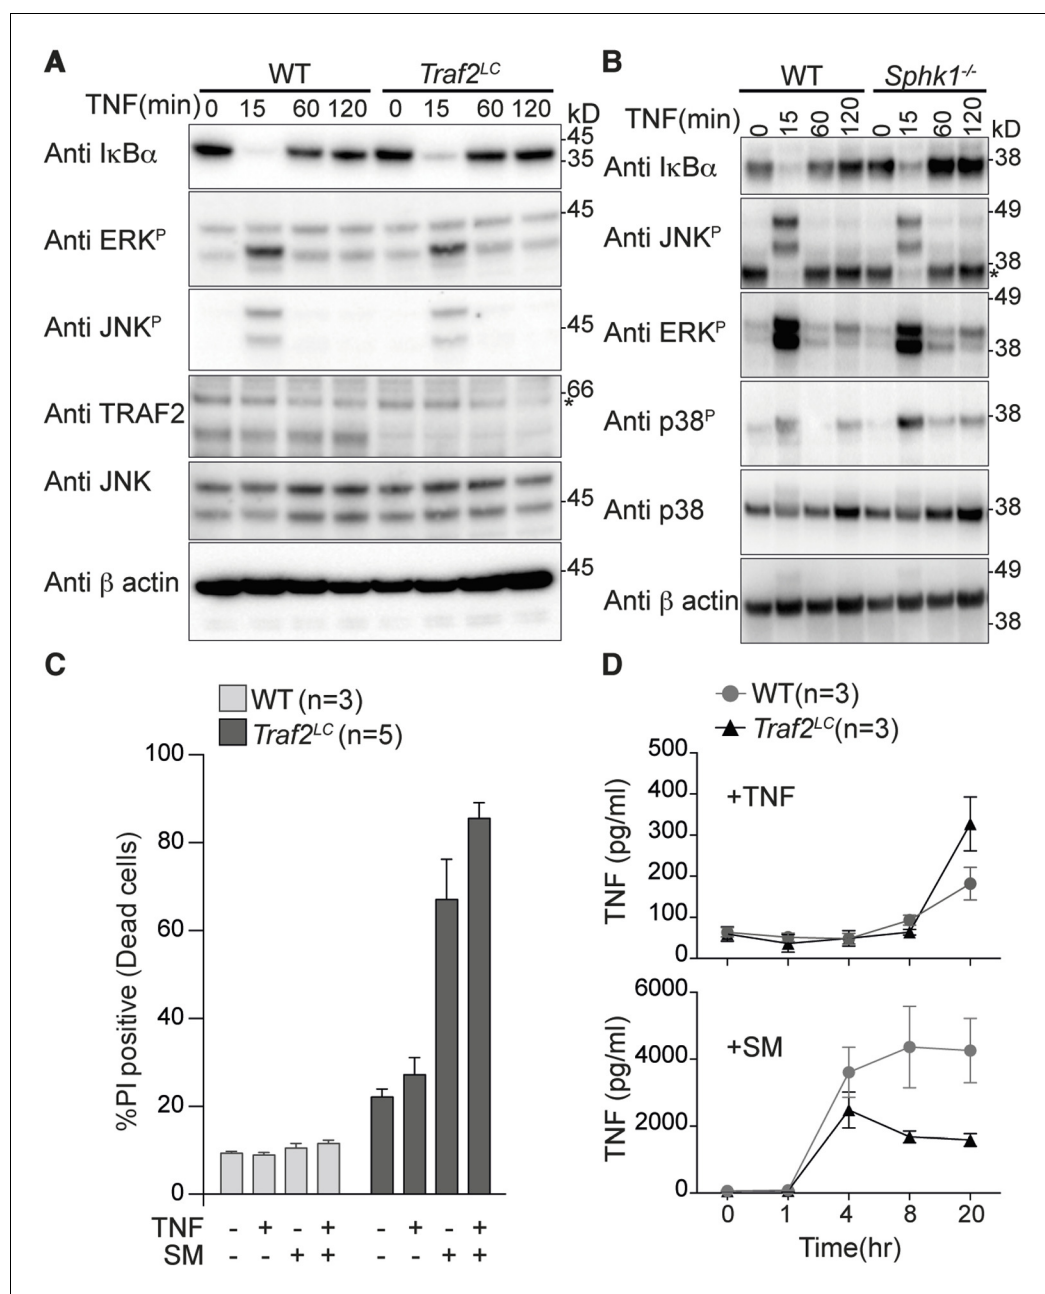 A
WT Traf2LC
TNF(min) 0 15 60 120 0 15 60 120 kD
Anti IκBα 45 35
Anti ERKP 45
Anti JNKP 45
Anti TRAF2 66 *
Anti JNK 45
Anti β actin 45
B
WT Sphk1-/-
TNF(min) 0 15 60 120 0 15 60 120 kD
Anti IκBα 38
Anti JNKP 49 38 *
Anti ERKP 49 38
Anti p38P 38
Anti p38 38
Anti β actin 49 38
C
WT (n=3)
Traf2LC (n=5)
%PI positive (Dead cells)
100
80
60
40
20
0
TNF - + - + - + - +
SM - - + + - - + +
D
WT(n=3)
Traf2LC(n=3)
TNF (pg/ml)
+TNF
500
400
300
200
100
0
TNF (pg/ml)
+SM
6000
4000
2000
0
0 1 4 8 20
Time(hr)